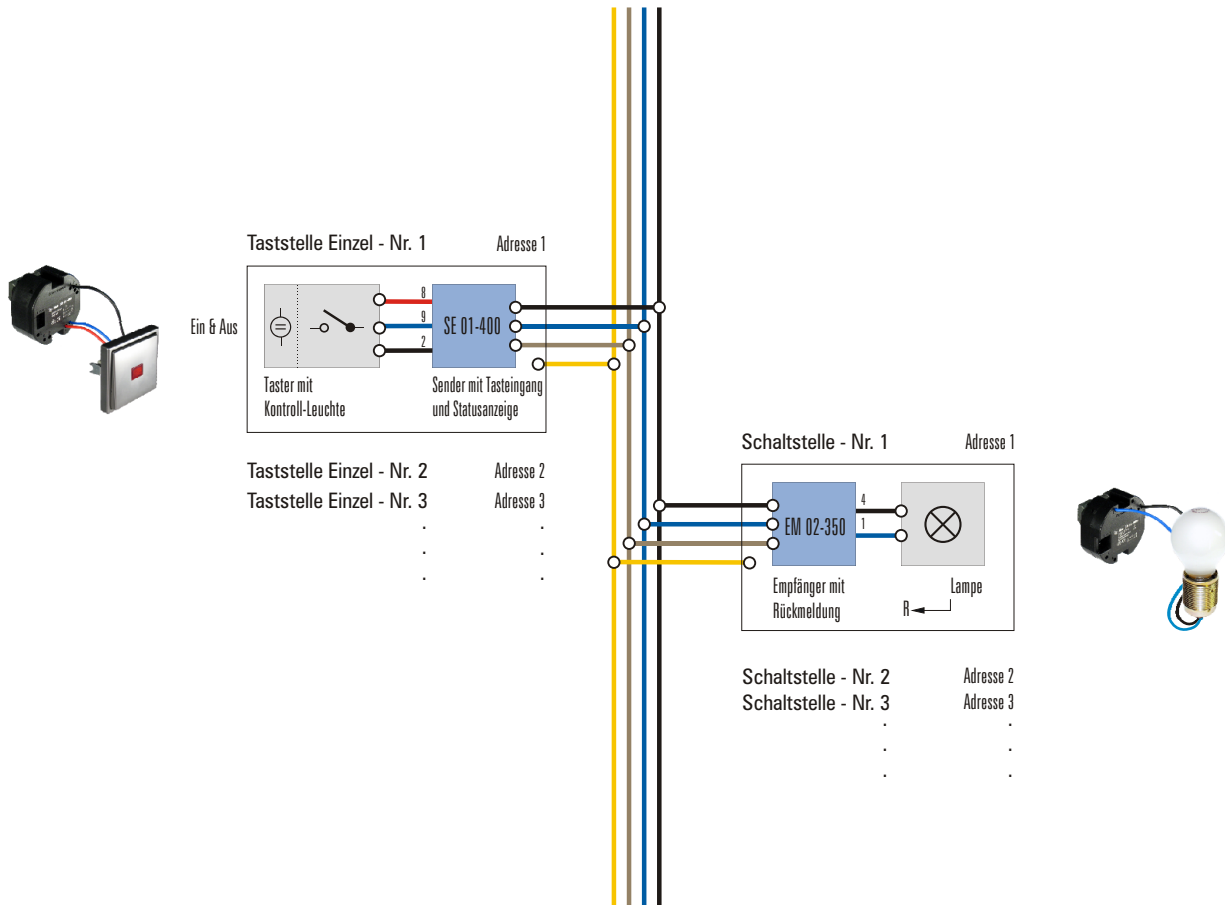 Taststelle Einzel - Nr. 1 Adresse 1
Ein & Aus
8
9
2
SE 01-400
Taster mit
Kontroll-Leuchte
Sender mit Tasteingang
und Statusanzeige
Taststelle Einzel - Nr. 2 Adresse 2
Taststelle Einzel - Nr. 3 Adresse 3
. .
. .
. .
Schaltstelle - Nr. 1 Adresse 1
EM 02-350
4
1
Empfänger mit
Rückmeldung
Lampe
R
Schaltstelle - Nr. 2 Adresse 2
Schaltstelle - Nr. 3 Adresse 3
. .
. .
. .